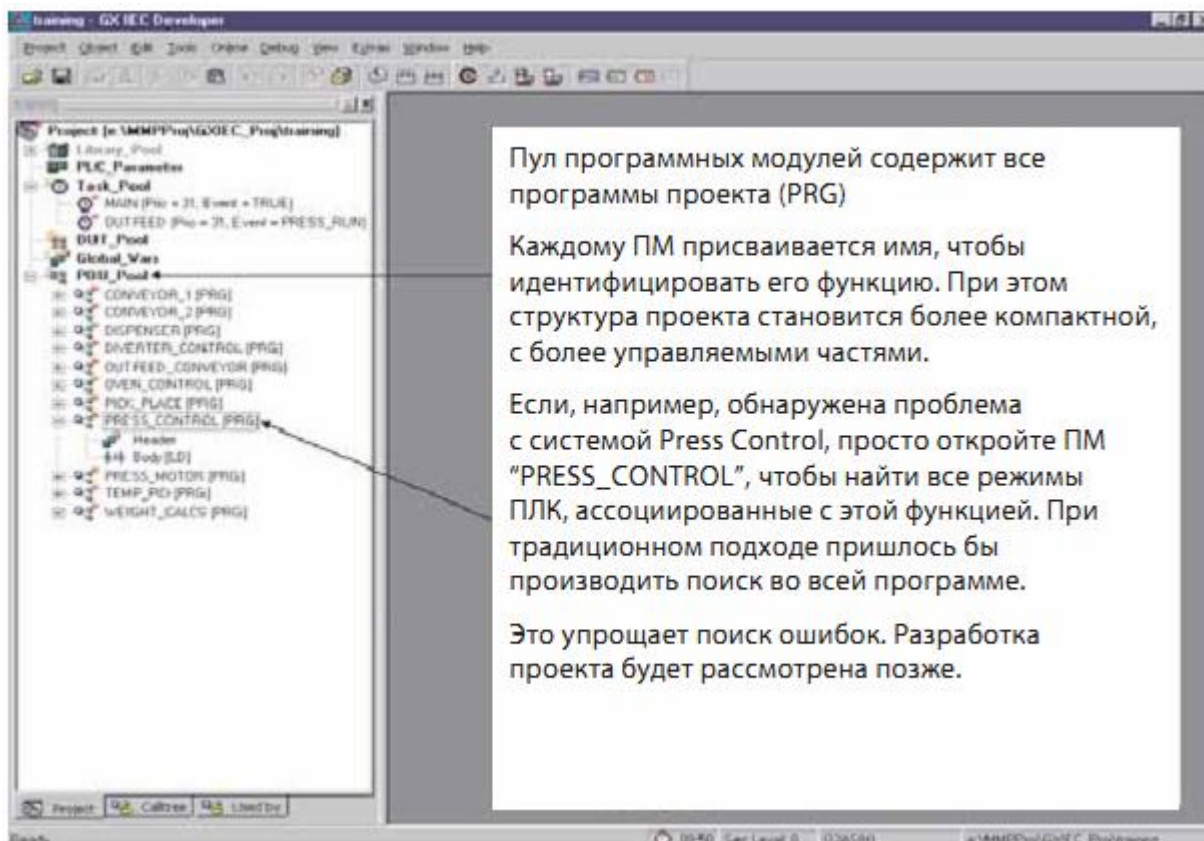 training - GX IEC Developer
Project Object Edit Tools Online Debug View Extras Window Help
Project [e:\MMPProj\GXIEC_Proj\training]
Library_Pool
PLC_Parameter
Task_Pool
MAIN (Prio = 31, Event = TRUE)
OUTFEED (Prio = 31, Event = PRESS_RUN)
DUT_Pool
Global_Vars
POU_Pool
CONVEYOR_1 [PRG]
CONVEYOR_2 [PRG]
DISPENSER [PRG]
DIVERTER_CONTROL [PRG]
OUTFEED_CONVEYOR [PRG]
OVEN_CONTROL [PRG]
PICK_PLACE [PRG]
PRESS_CONTROL [PRG]
Header
Body [LD]
PRESS_MOTOR [PRG]
TEMP_PID [PRG]
WEIGHT_CALCS [PRG]
Project Calltree Used by
Пул программных модулей содержит все
программы проекта (PRG)
Каждому ПМ присваивается имя, чтобы
идентифицировать его функцию. При этом
структура проекта становится более компактной,
с более управляемыми частями.
Если, например, обнаружена проблема
с системой Press Control, просто откройте ПМ
“PRESS_CONTROL”, чтобы найти все режимы
ПЛК, ассоциированные с этой функцией. При
традиционном подходе пришлось бы
производить поиск во всей программе.
Это упрощает поиск ошибок. Разработка
проекта будет рассмотрена позже.
Ready